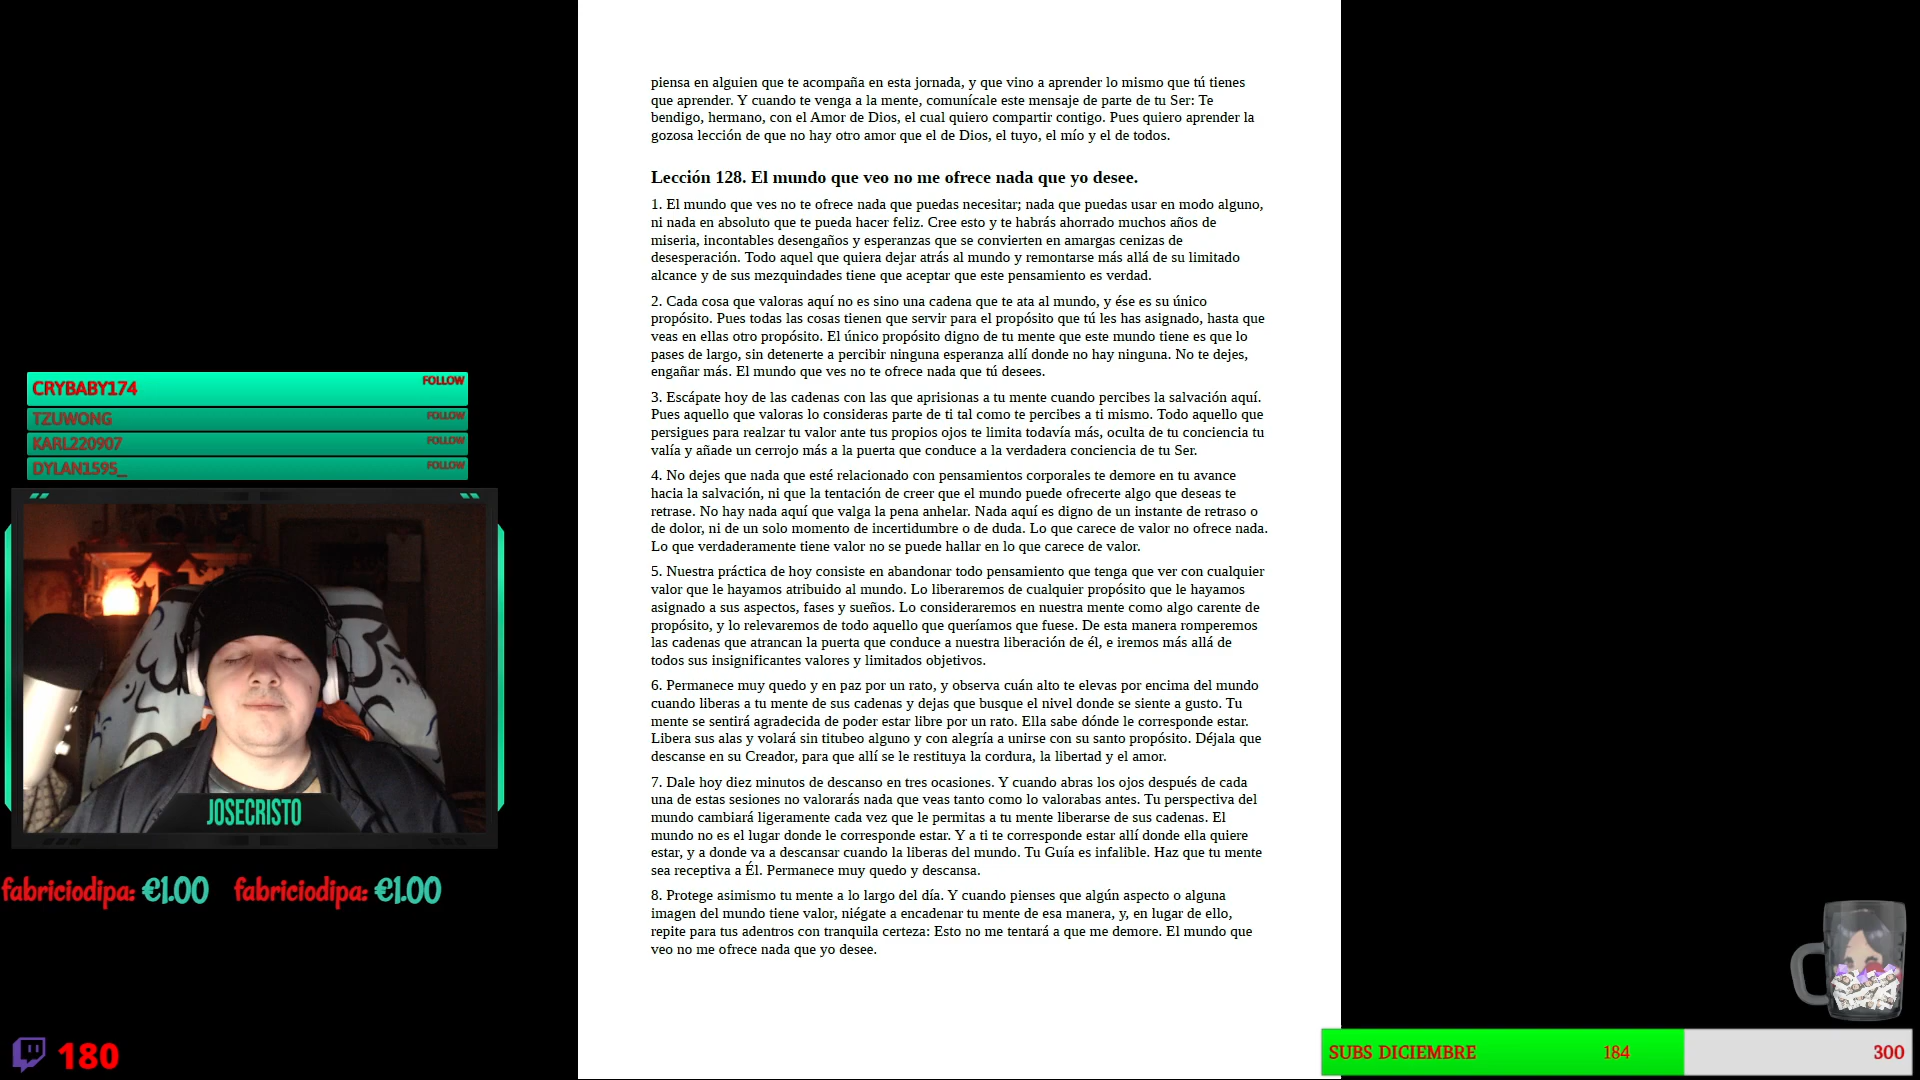 piensa en alguien que te acompaña en esta jornada, y que vino a aprender lo mismo que tú tienes
que aprender. Y cuando te venga a la mente, comunícale este mensaje de parte de tu Ser: Te
bendigo, hermano, con el Amor de Dios, el cual quiero compartir contigo. Pues quiero aprender la
gozosa lección de que no hay otro amor que el de Dios, el tuyo, el mío y el de todos.
Lección 128. El mundo que veo no me ofrece nada que yo desee.
1. El mundo que ves no te ofrece nada que puedas necesitar; nada que puedas usar en modo alguno,
ni nada en absoluto que te pueda hacer feliz. Cree esto y te habrás ahorrado muchos años de
miseria, incontables desengaños y esperanzas que se convierten en amargas cenizas de
desesperación. Todo aquel que quiera dejar atrás al mundo y remontarse más allá de su limitado
alcance y de sus mezquindades tiene que aceptar que este pensamiento es verdad.
2. Cada cosa que valoras aquí no es sino una cadena que te ata al mundo, y ése es su único
propósito. Pues todas las cosas tienen que servir para el propósito que tú les has asignado, hasta que
veas en ellas otro propósito. El único propósito digno de tu mente que este mundo tiene es que lo
pases de largo, sin detenerte a percibir ninguna esperanza allí donde no hay ninguna. No te dejes,
engañar más. El mundo que ves no te ofrece nada que tú desees.
3. Escápate hoy de las cadenas con las que aprisionas a tu mente cuando percibes la salvación aquí.
Pues aquello que valoras lo consideras parte de ti tal como te percibes a ti mismo. Todo aquello que
persigues para realzar tu valor ante tus propios ojos te limita todavía más, oculta de tu conciencia tu
valía y añade un cerrojo más a la puerta que conduce a la verdadera conciencia de tu Ser.
4. No dejes que nada que esté relacionado con pensamientos corporales te demore en tu avance
hacia la salvación, ni que la tentación de creer que el mundo puede ofrecerte algo que deseas te
retrase. No hay nada aquí que valga la pena anhelar. Nada aquí es digno de un instante de retraso o
de dolor, ni de un solo momento de incertidumbre o de duda. Lo que carece de valor no ofrece nada.
Lo que verdaderamente tiene valor no se puede hallar en lo que carece de valor.
5. Nuestra práctica de hoy consiste en abandonar todo pensamiento que tenga que ver con cualquier
valor que le hayamos atribuido al mundo. Lo liberaremos de cualquier propósito que le hayamos
asignado a sus aspectos, fases y sueños. Lo consideraremos en nuestra mente como algo carente de
propósito, y lo relevaremos de todo aquello que queríamos que fuese. De esta manera romperemos
las cadenas que atrancan la puerta que conduce a nuestra liberación de él, e iremos más allá de
todos sus insignificantes valores y limitados objetivos.
6. Permanece muy quedo y en paz por un rato, y observa cuán alto te elevas por encima del mundo
cuando liberas a tu mente de sus cadenas y dejas que busque el nivel donde se siente a gusto. Tu
mente se sentirá agradecida de poder estar libre por un rato. Ella sabe dónde le corresponde estar.
Libera sus alas y volará sin titubeo alguno y con alegría a unirse con su santo propósito. Déjala que
descanse en su Creador, para que allí se le restituya la cordura, la libertad y el amor.
7. Dale hoy diez minutos de descanso en tres ocasiones. Y cuando abras los ojos después de cada
una de estas sesiones no valorarás nada que veas tanto como lo valorabas antes. Tu perspectiva del
mundo cambiará ligeramente cada vez que le permitas a tu mente liberarse de sus cadenas. El
mundo no es el lugar donde le corresponde estar. Y a ti te corresponde estar allí donde ella quiere
estar, y a donde va a descansar cuando la liberas del mundo. Tu Guía es infalible. Haz que tu mente
sea receptiva a Él. Permanece muy quedo y descansa.
8. Protege asimismo tu mente a lo largo del día. Y cuando pienses que algún aspecto o alguna
imagen del mundo tiene valor, niégate a encadenar tu mente de esa manera, y, en lugar de ello,
repite para tus adentros con tranquila certeza: Esto no me tentará a que me demore. El mundo que
veo no me ofrece nada que yo desee.
CRYBABY174 FOLLOW
TZUWONG FOLLOW
KARL220907 FOLLOW
DYLAN1595_ FOLLOW
JOSECRISTO
fabriciodipa: €1.00 fabriciodipa: €1.00
180
SUBS DICIEMBRE 184 300